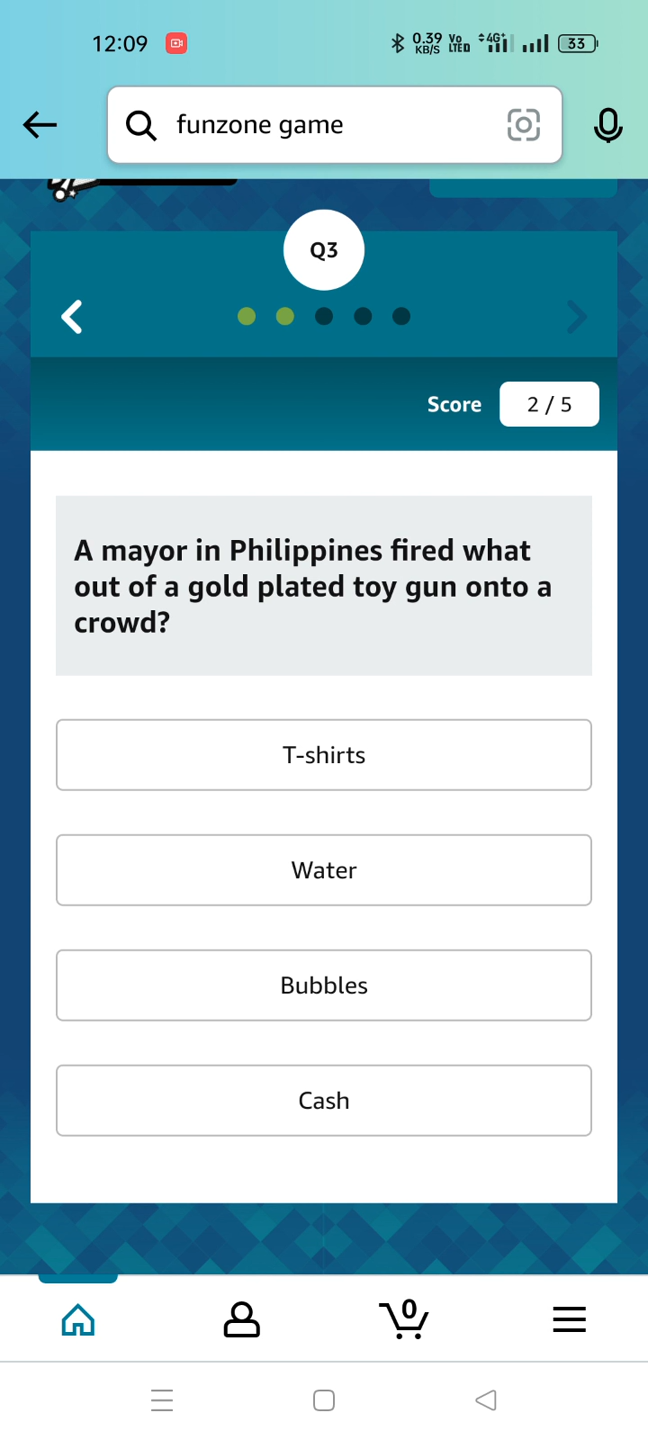 12:09
0.39 KB/S
Vo LTE
4G+
33
funzone game
Q3
Score 2 / 5
A mayor in Philippines fired what
out of a gold plated toy gun onto a
crowd?
T-shirts
Water
Bubbles
Cash
0